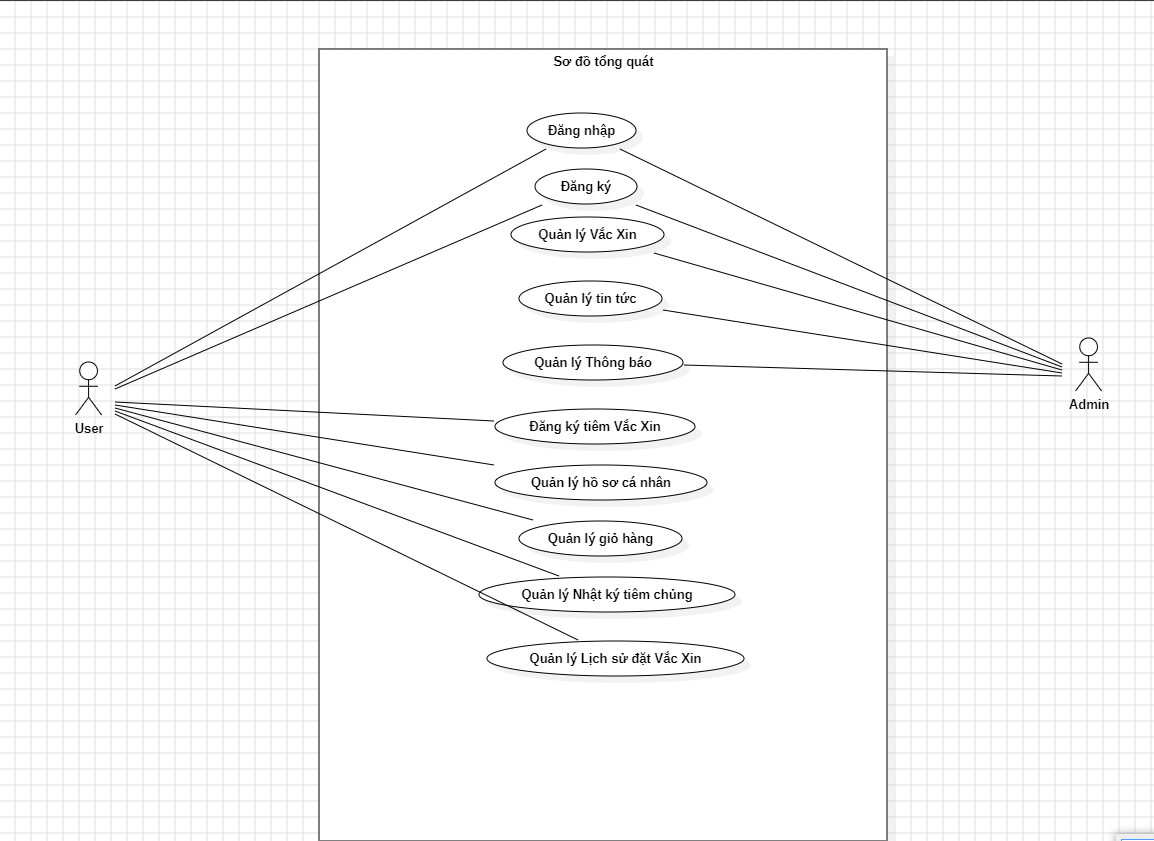 Sơ đồ tổng quát
Đăng nhập
Đăng ký
Quản lý Vắc Xin
Quản lý tin tức
Quản lý Thông báo
Đăng ký tiêm Vắc Xin
Quản lý hồ sơ cá nhân
Quản lý giỏ hàng
Quản lý Nhật ký tiêm chủng
Quản lý Lịch sử đặt Vắc Xin
User
Admin